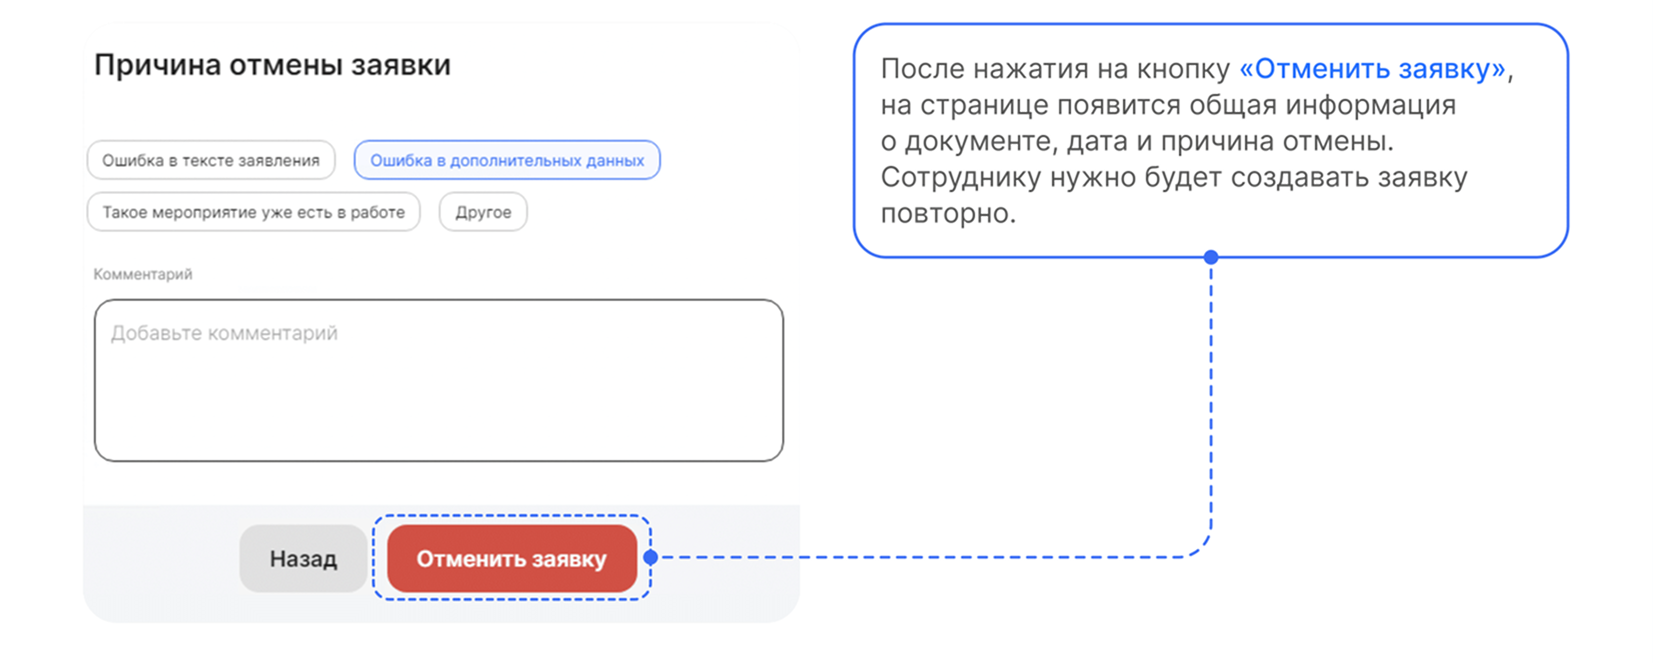 Причина отмены заявки
Ошибка в тексте заявления
Ошибка в дополнительных данных
Такое мероприятие уже есть в работе
Другое
Комментарий
Добавьте комментарий
Назад
Отменить заявку
После нажатия на кнопку «Отменить заявку»,
на странице появится общая информация
о документе, дата и причина отмены.
Сотруднику нужно будет создавать заявку
повторно.